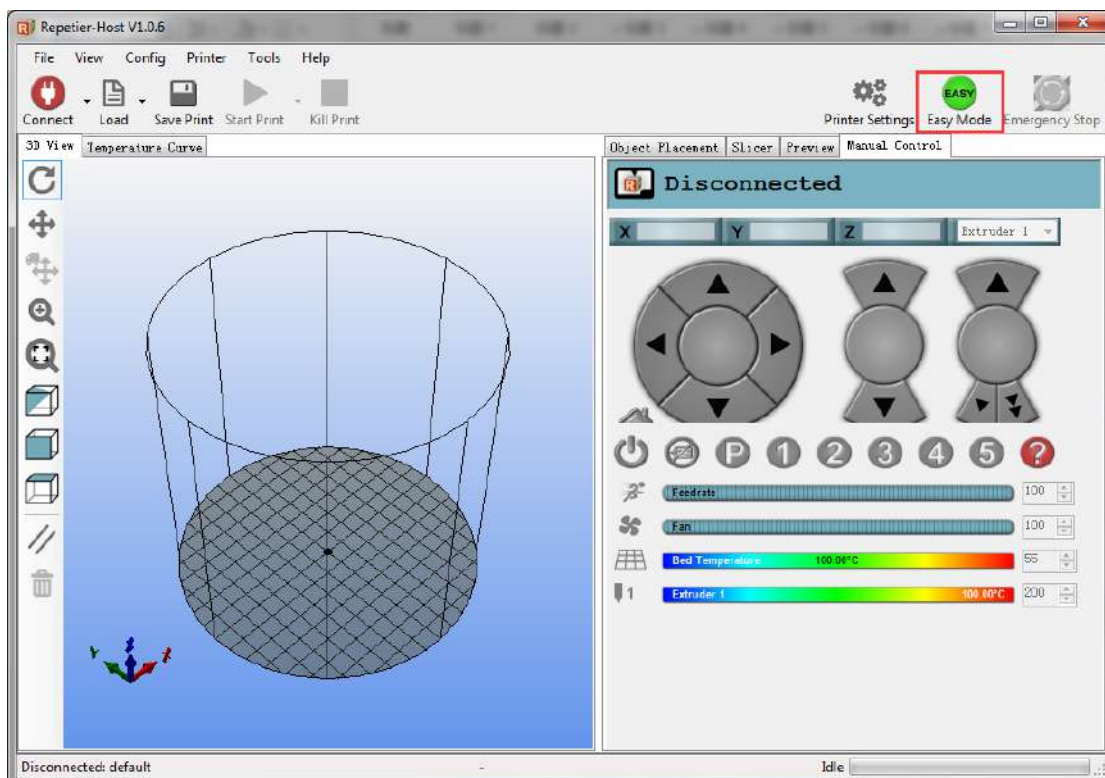 Repetier-Host V1.0.6
File View Config Printer Tools Help
Connect Load Save Print Start Print Kill Print Printer Settings EASY Easy Mode Emergency Stop
3D View Temperature Curve Object Placement Slicer Preview Manual Control
R Disconnected
X Y Z Extruder 1
P 1 2 3 4 5 ?
Feedrate 100
Fan 100
Bed Temperature 100.00°C 55
1 Extruder 1 100.00°C 200
Y Z X
Disconnected: default - Idle